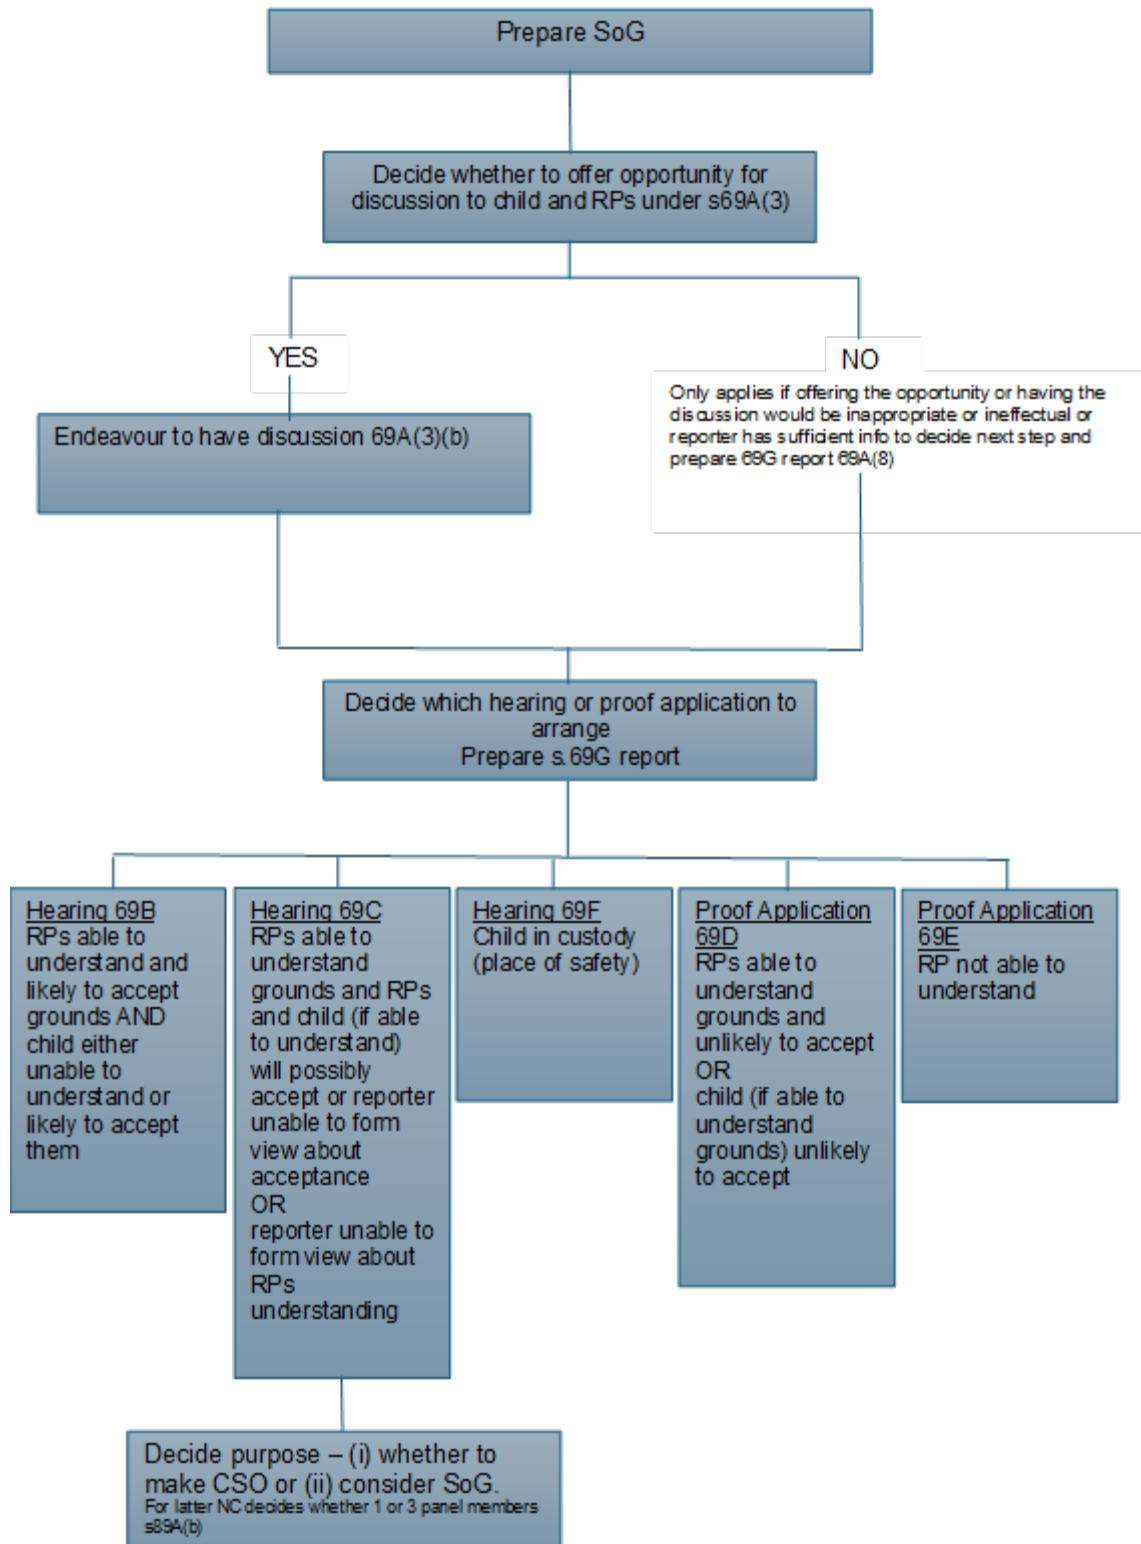 Prepare SoG
Decide whether to offer opportunity for
discussion to child and RPs under s69A(3)
YES
NO
Only applies if offering the opportunity or having the
discussion would be inappropriate or ineffectual or
reporter has sufficient info to decide next step and
prepare 69G report 69A(8)
Endeavour to have discussion 69A(3)(b)
Decide which hearing or proof application to
arrange
Prepare s.69G report
Hearing 69B
RPs able to
understand and
likely to accept
grounds AND
child either
unable to
understand or
likely to accept
them
Hearing 69C
RPs able to
understand
grounds and RPs
and child (if able
to understand)
will possibly
accept or reporter
unable to form
view about
acceptance
OR
reporter unable to
form view about
RPs
understanding
Hearing 69F
Child in custody
(place of safety)
Proof Application
69D
RPs able to
understand
grounds and
unlikely to accept
OR
child (if able to
understand
grounds) unlikely
to accept
Proof Application
69E
RP not able to
understand
Decide purpose – (i) whether to
make CSO or (ii) consider SoG.
For latter NC decides whether 1 or 3 panel members
s89A(b)